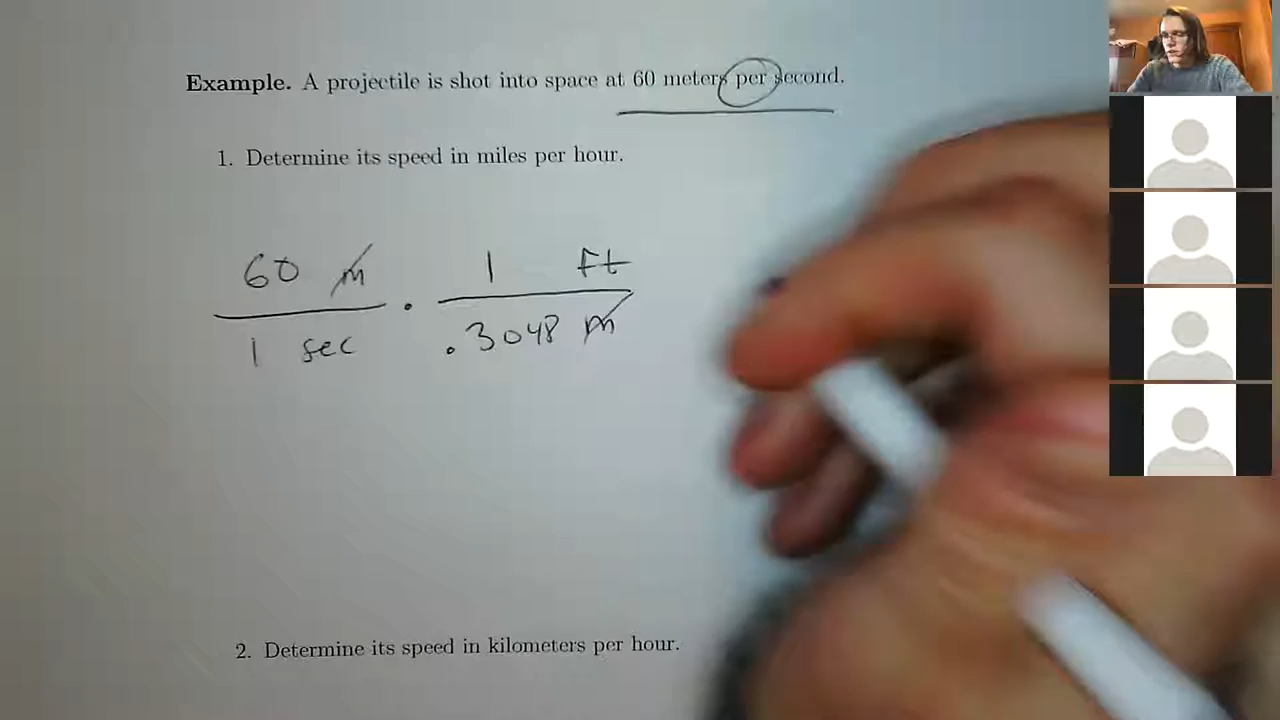 Example. A projectile is shot into space at 60 meters per second.
1. Determine its speed in miles per hour.
60 m · 1 ft
1 sec .3048 m
2. Determine its speed in kilometers per hour.